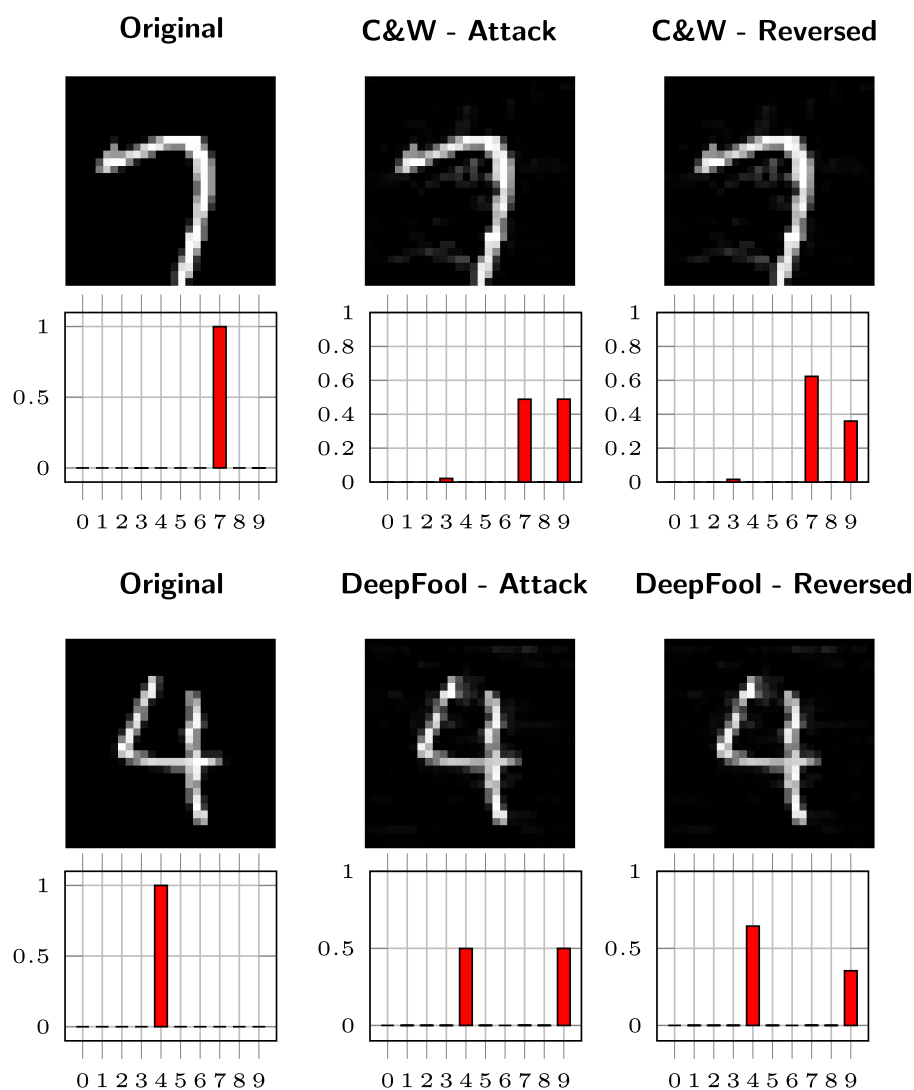 Original C&W - Attack C&W - Reversed
1 1 1
0.8 0.8
0.5 0.6 0.6
0.4 0.4
0.2 0.2
0 0 0
0 1 2 3 4 5 6 7 8 9 0 1 2 3 4 5 6 7 8 9 0 1 2 3 4 5 6 7 8 9
Original DeepFool - Attack DeepFool - Reversed
1 1 1
0.5 0.5 0.5
0 0 0
0 1 2 3 4 5 6 7 8 9 0 1 2 3 4 5 6 7 8 9 0 1 2 3 4 5 6 7 8 9